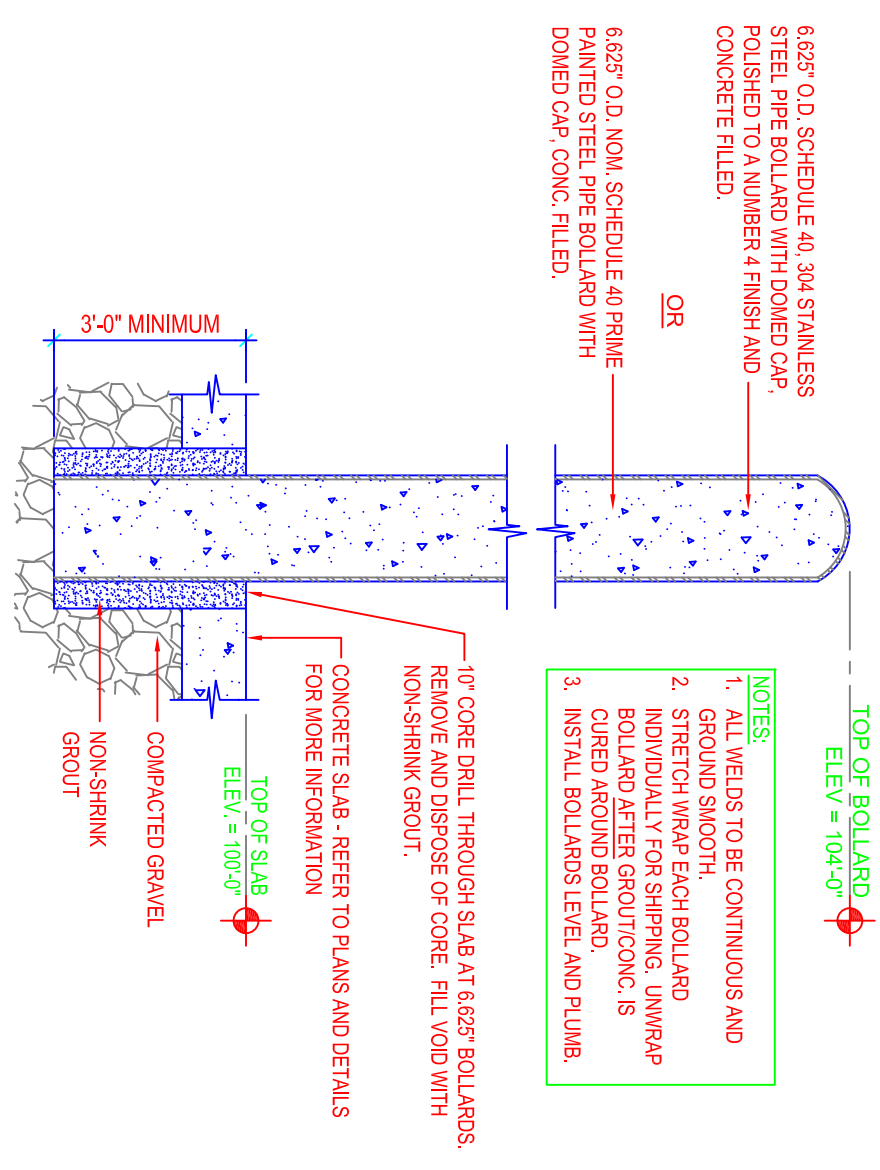 6.625" O.D. SCHEDULE 40, 304 STAINLESS
STEEL PIPE BOLLARD WITH DOMED CAP,
POLISHED TO A NUMBER 4 FINISH AND
CONCRETE FILLED.
OR
6.625" O.D. NOM. SCHEDULE 40 PRIME
PAINTED STEEL PIPE BOLLARD WITH
DOMED CAP, CONC. FILLED.
3'-0" MINIMUM
TOP OF BOLLARD
ELEV = 104'-0"
NOTES:
1. ALL WELDS TO BE CONTINUOUS AND
GROUND SMOOTH.
2. STRETCH WRAP EACH BOLLARD
INDIVIDUALLY FOR SHIPPING. UNWRAP
BOLLARD AFTER GROUT/CONC. IS
CURED AROUND BOLLARD.
3. INSTALL BOLLARDS LEVEL AND PLUMB.
10" CORE DRILL THROUGH SLAB AT 6.625" BOLLARDS.
REMOVE AND DISPOSE OF CORE. FILL VOID WITH
NON-SHRINK GROUT.
CONCRETE SLAB - REFER TO PLANS AND DETAILS
FOR MORE INFORMATION
TOP OF SLAB
ELEV. = 100'-0"
COMPACTED GRAVEL
NON-SHRINK
GROUT